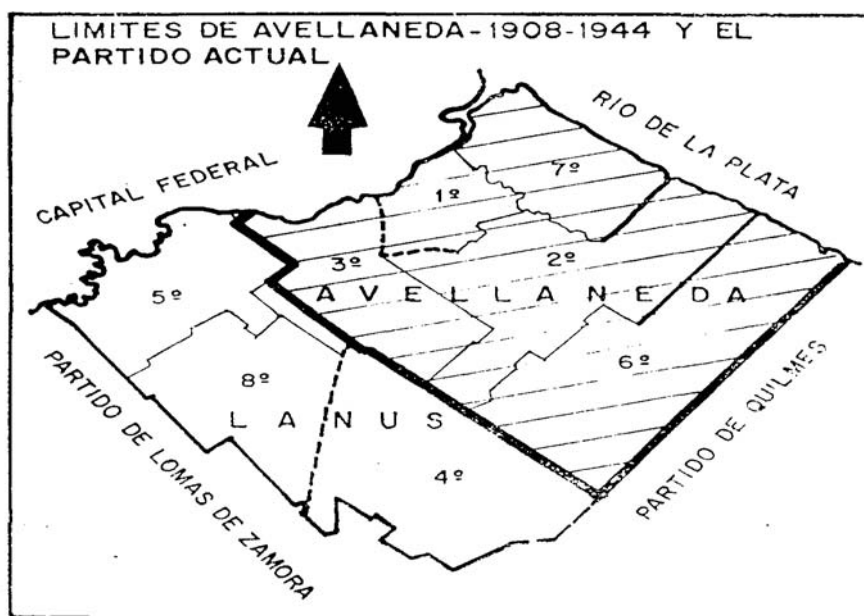 LIMITES DE AVELLANEDA-1908-1944 Y EL
PARTIDO ACTUAL
RIO DE LA PLATA
CAPITAL FEDERAL
7º
1º
2º
3º
AVELLANEDA
5º
6º
8º
LANUS
4º
PARTIDO DE QUILMES
PARTIDO DE LOMAS DE ZAMORA